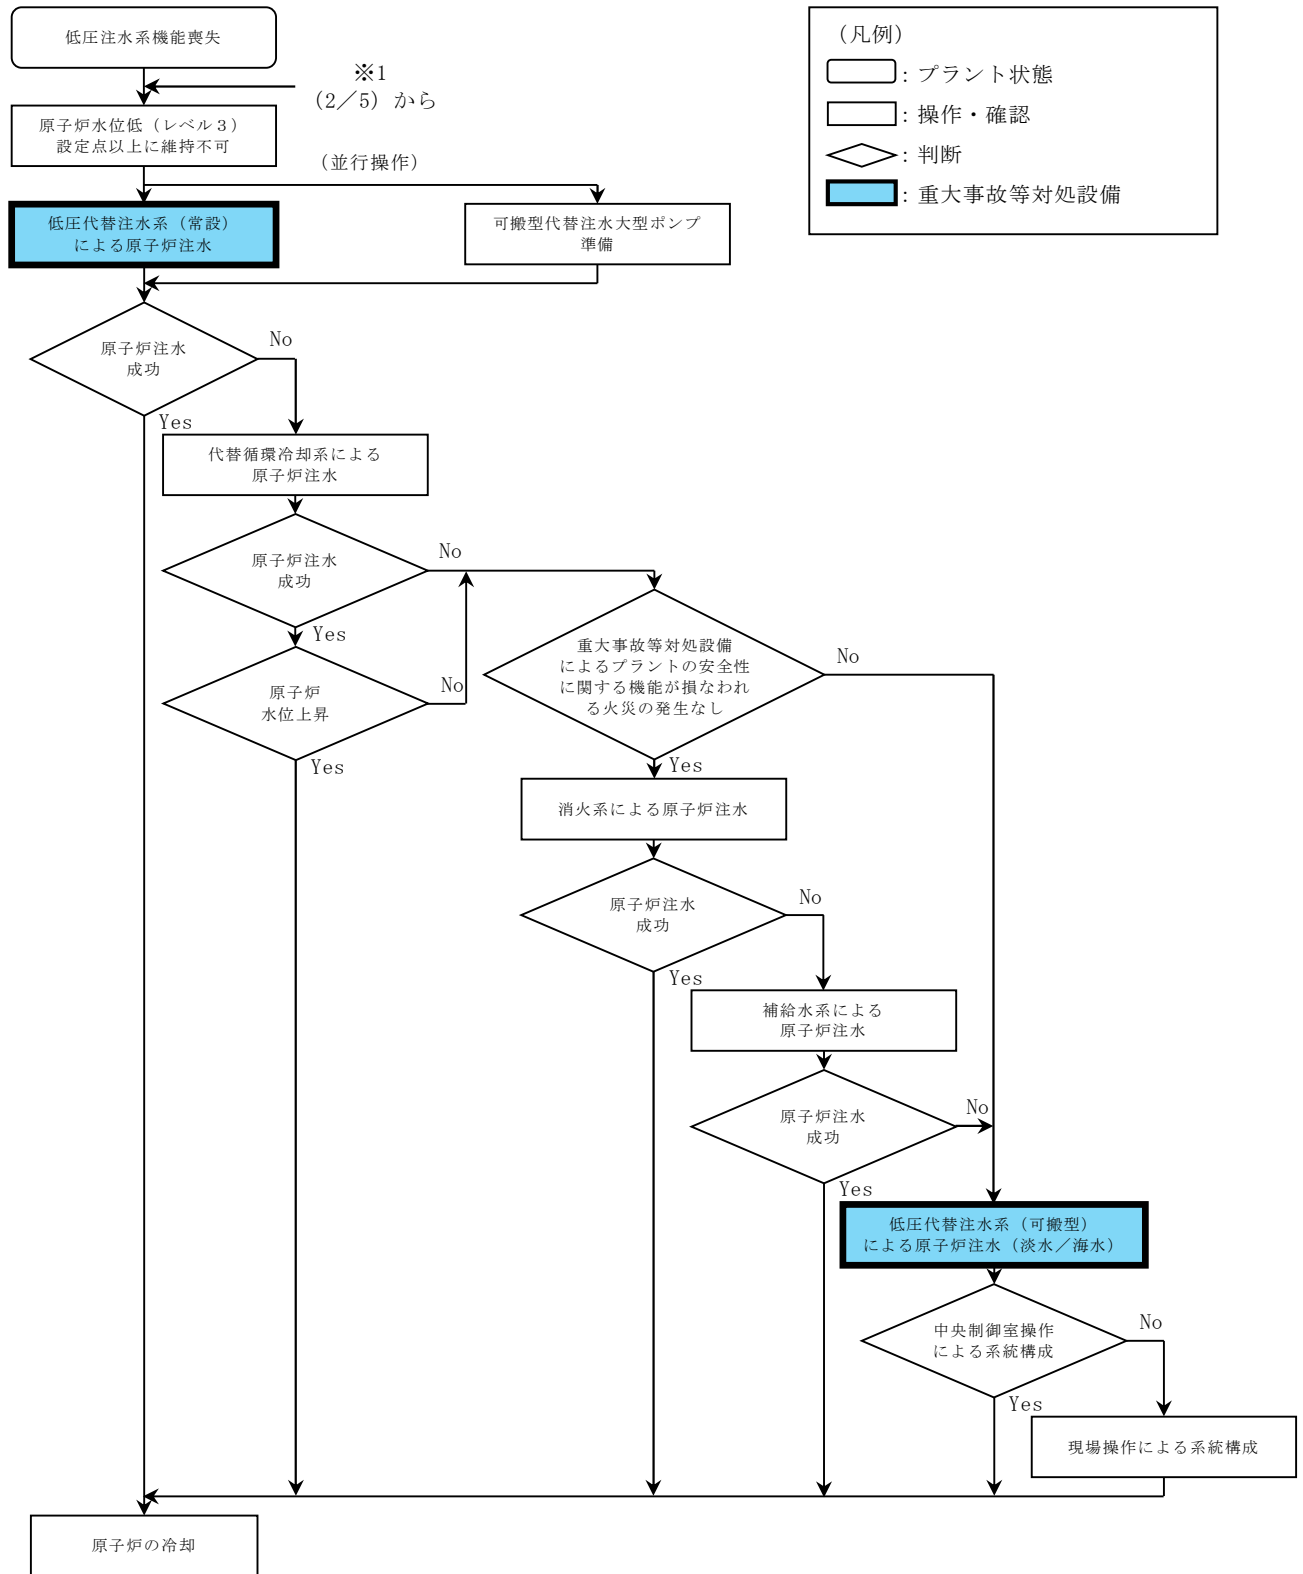 低圧注水系機能喪失
※1
（2／5）から
原子炉水位低（レベル３）
設定点以上に維持不可
（並行操作）
低圧代替注水系（常設）
による原子炉注水
可搬型代替注水大型ポンプ
準備
（凡例）
：プラント状態
：操作・確認
：判断
：重大事故等対処設備
原子炉注水
成功
No
Yes
代替循環冷却系による
原子炉注水
原子炉注水
成功
No
Yes
原子炉
水位上昇
No
Yes
重大事故等対処設備
によるプラントの安全性
に関する機能が損なわれ
る火災の発生なし
No
Yes
消火系による原子炉注水
原子炉注水
成功
No
Yes
補給水系による
原子炉注水
原子炉注水
成功
No
Yes
低圧代替注水系（可搬型）
による原子炉注水（淡水／海水）
中央制御室操作
による系統構成
No
Yes
現場操作による系統構成
原子炉の冷却